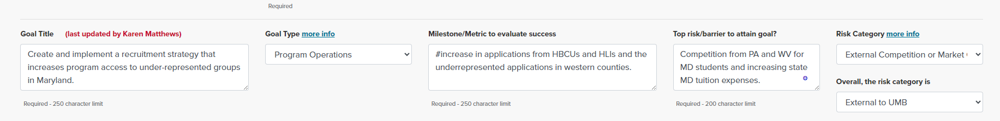 Required
Goal Title (last updated by Karen Matthews)
Goal Type more info
Milestone/Metric to evaluate success
Top risk/barrier to attain goal?
Risk Category more info
Create and implement a recruitment strategy that
increases program access to under-represented groups
in Maryland.
Program Operations
#increase in applications from HBCUs and HLIs and the
underrepresented applications in western counties.
Competition from PA and WV for
MD students and increasing state
MD tuition expenses.
External Competition or Market
Overall, the risk category is
External to UMB
Required - 250 character limit
Required - 250 character limit
Required - 200 character limit